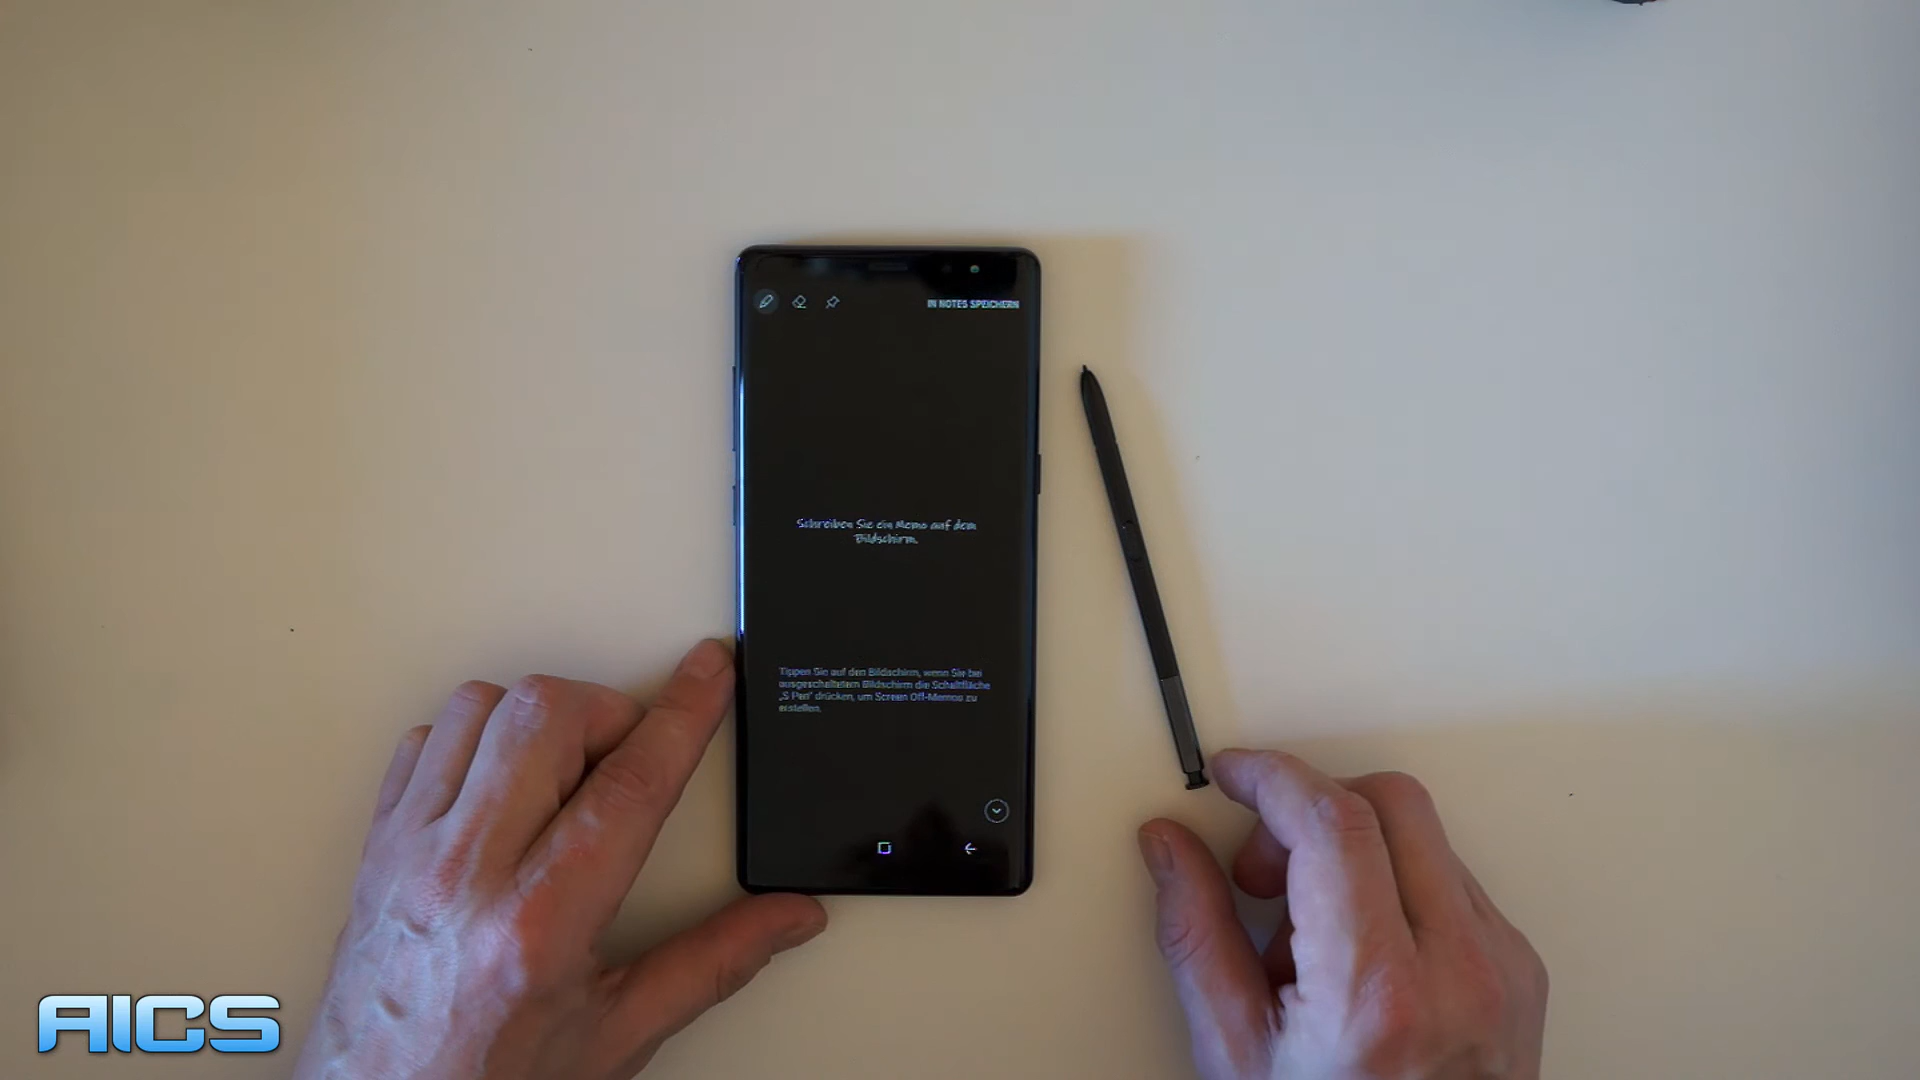 IN NOTES SPEICHERN
Schreiben Sie ein Memo auf dem
Bildschirm.
Tippen Sie auf den Bildschirm, wenn Sie bei
ausgeschaltetem Bildschirm die Schaltfläche
„S Pen“ drücken, um Screen Off-Memos zu
erstellen.
AICS